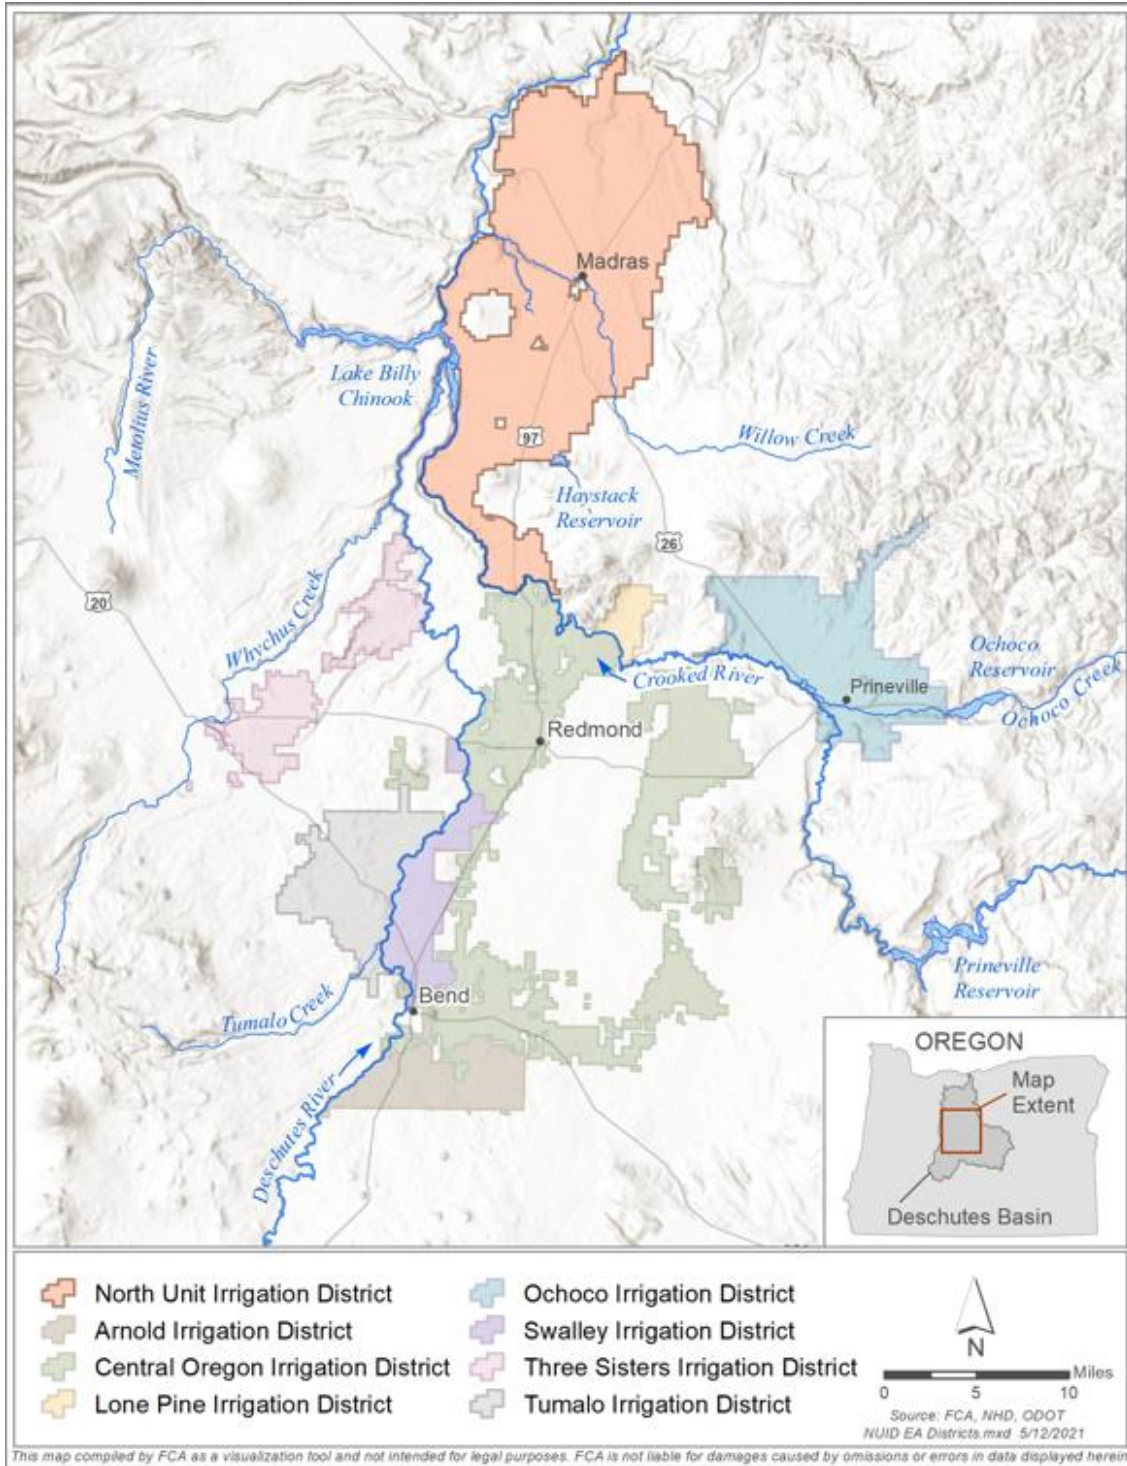 Madras
Lake Billy
Chinook
Metolius River
97
Willow Creek
Haystack
Reservoir
26
20
Whychus Creek
Ochoco
Reservoir
Ochoco Creek
Crooked River
Prineville
Redmond
Prineville
Reservoir
Bend
Tumalo Creek
Deschutes River
OREGON
Map
Extent
Deschutes Basin
North Unit Irrigation District
Arnold Irrigation District
Central Oregon Irrigation District
Lone Pine Irrigation District
Ochoco Irrigation District
Swalley Irrigation District
Three Sisters Irrigation District
Tumalo Irrigation District
N
Miles
0 5 10
Source: FCA, NHD, ODOT
NUID EA Districts.mxd 5/12/2021
This map compiled by FCA as a visualization tool and not intended for legal purposes. FCA is not liable for damages caused by omissions or errors in data displayed herein